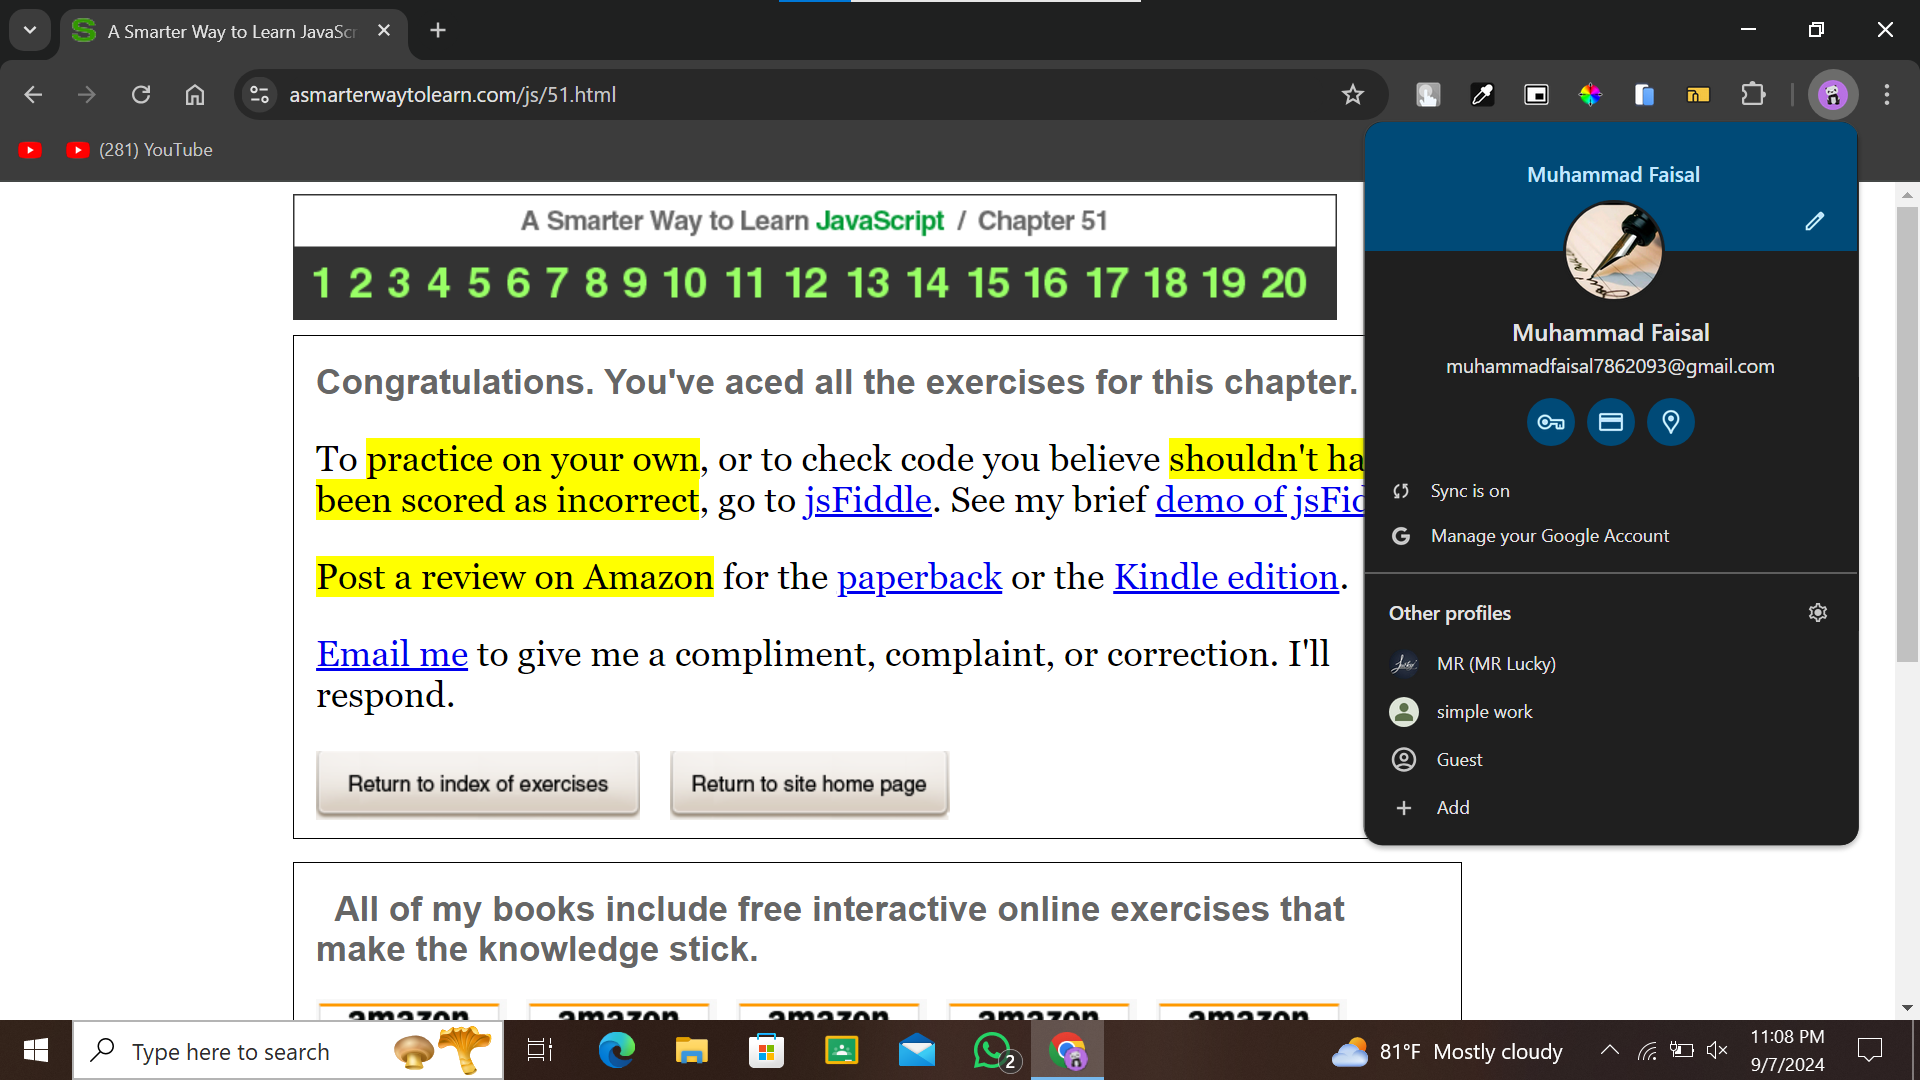 A Smarter Way to Learn JavaScr
asmarterwaytolearn.com/js/51.html
(281) YouTube
A Smarter Way to Learn JavaScript / Chapter 51
1 2 3 4 5 6 7 8 9 10 11 12 13 14 15 16 17 18 19 20
Congratulations. You've aced all the exercises for this chapter.
To practice on your own, or to check code you believe shouldn't ha
been scored as incorrect, go to jsFiddle. See my brief demo of jsFid
Post a review on Amazon for the paperback or the Kindle edition.
Email me to give me a compliment, complaint, or correction. I'll
respond.
Return to index of exercises
Return to site home page
All of my books include free interactive online exercises that
make the knowledge stick.
amazon amazon amazon amazon amazon
Muhammad Faisal
Muhammad Faisal
muhammadfaisal7862093@gmail.com
Sync is on
Manage your Google Account
Other profiles
MR (MR Lucky)
simple work
Guest
Add
Type here to search
2
81°F Mostly cloudy
11:08 PM
9/7/2024